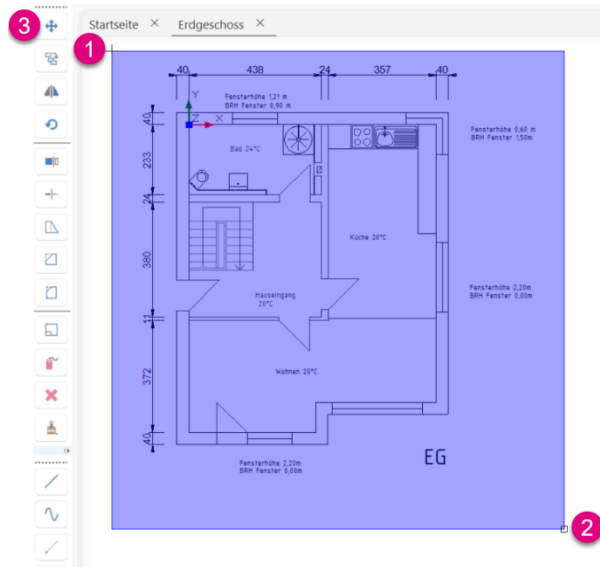 3
Startseite ×
Erdgeschoss ×
1
40
438
24
357
40
Fensterhöhe 1,21 m
BRH Fenster 0,90 m
Y
Z
X
40
Fensterhöhe 0,60 m
BRH Fenster 1,50m
Bad 24°C
233
24
Küche 20°C
380
Fensterhöhe 2,20m
BRH Fenster 0,00m
Hauseingang
20°C
11
Wohnen 20°C
372
40
EG
Fensterhöhe 2,20m
BRH Fenster 0,00m
2